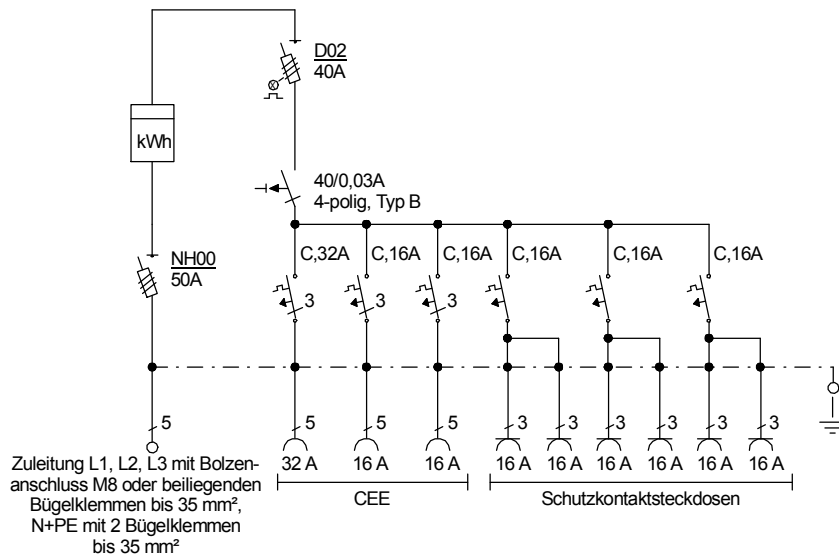 D02
40A
kWh
40/0,03A
4-polig, Typ B
NH00
50A
C,32A C,16A C,16A C,16A C,16A C,16A
3 3 3
5 5 5 5 3 3 3 3 3 3
32 A 16 A 16 A 16 A 16 A 16 A 16 A 16 A 16 A
CEE Schutzkontaktsteckdosen
Zuleitung L1, L2, L3 mit Bolzen-
anschluss M8 oder beiliegenden
Bügelklemmen bis 35 mm²,
N+PE mit 2 Bügelklemmen
bis 35 mm²